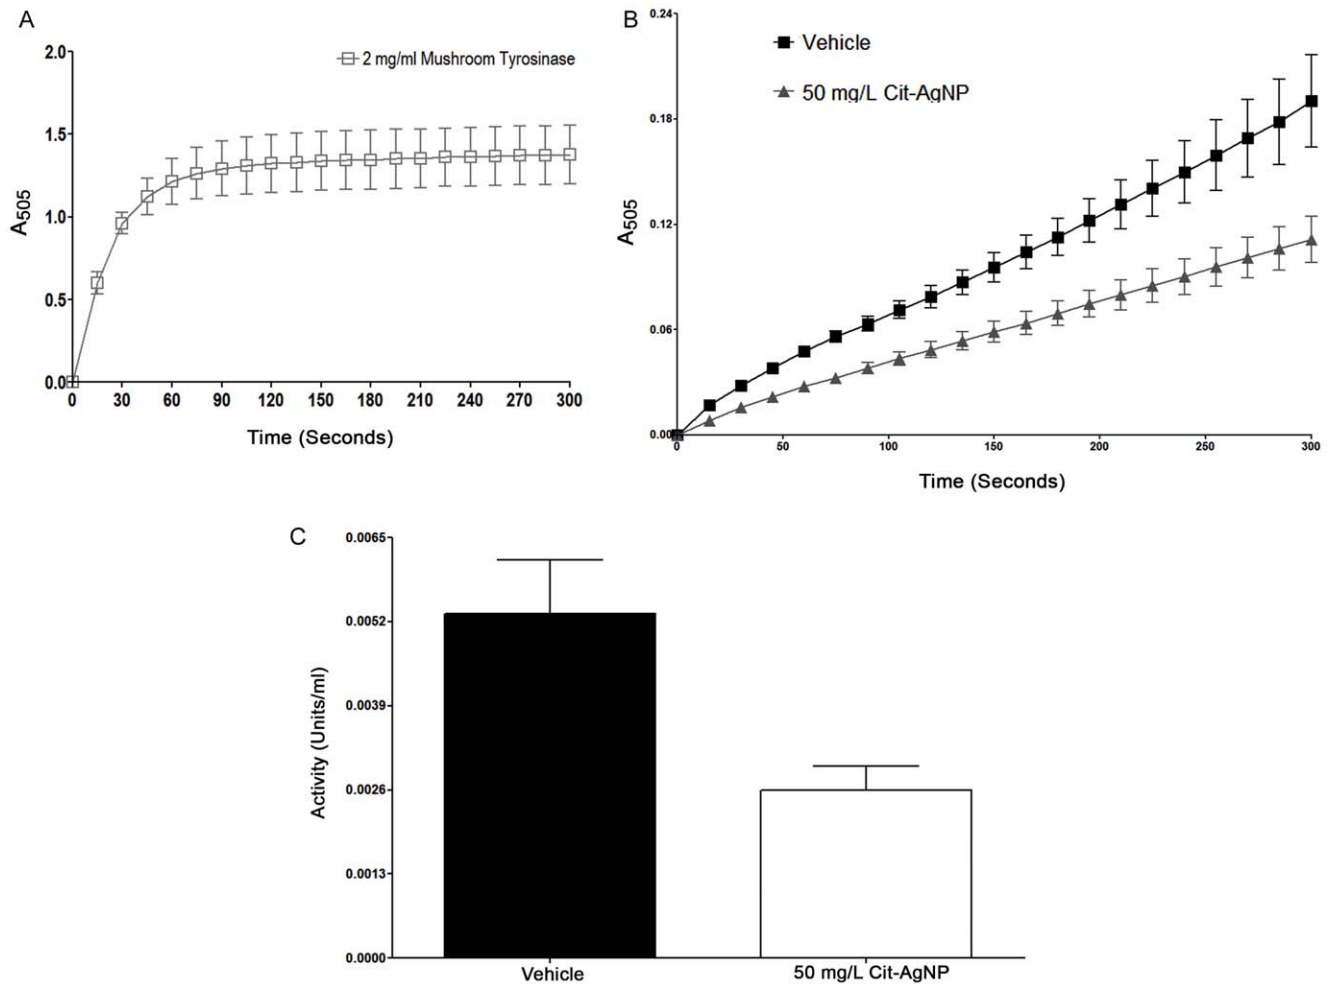 A
2.0
1.5
1.0
0.5
0.0
A505
2 mg/ml Mushroom Tyrosinase
0 30 60 90 120 150 180 210 240 270 300
Time (Seconds)
B
0.24
0.18
0.12
0.06
0.00
A505
Vehicle
50 mg/L Cit-AgNP
0 50 100 150 200 250 300
Time (Seconds)
C
0.0065
0.0052
0.0039
0.0026
0.0013
0.0000
Activity (Units/ml)
Vehicle 50 mg/L Cit-AgNP